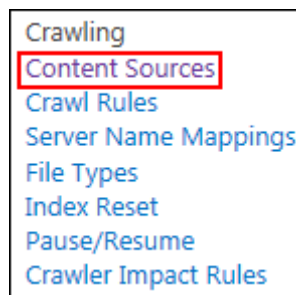 Crawling
Content Sources
Crawl Rules
Server Name Mappings
File Types
Index Reset
Pause/Resume
Crawler Impact Rules